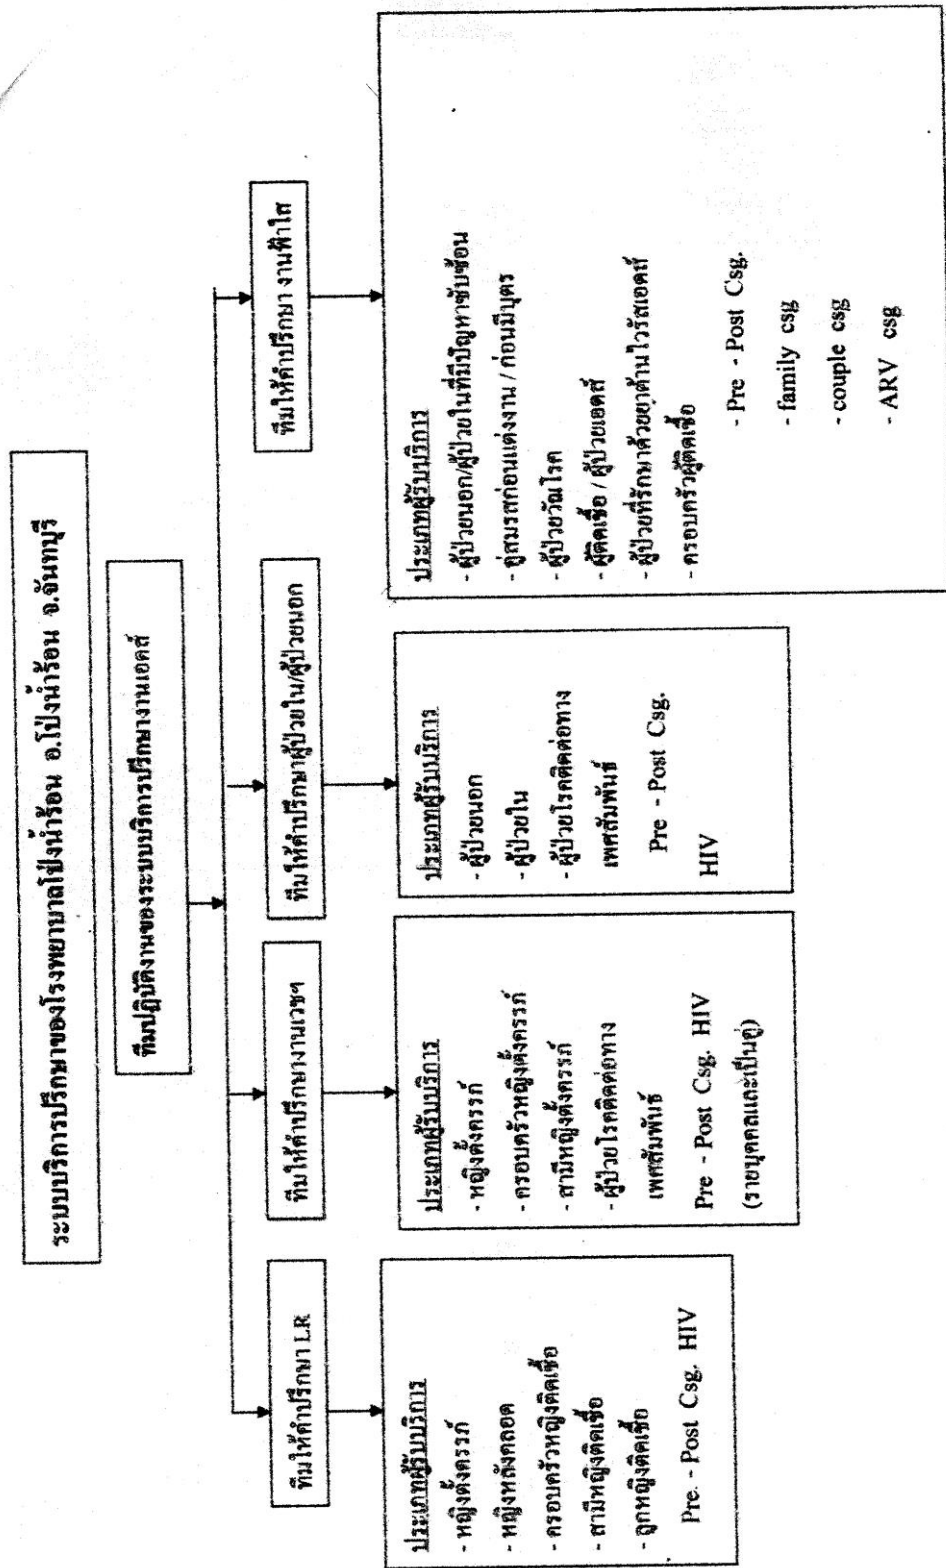 ระบบบริการปรึกษาของโรงพยาบาลโป่งน้ำร้อน อ.โป่งน้ำร้อน จ.จันทบุรี
ทีมปฏิบัติงานของระบบบริการปรึกษางานเอดส์
ทีมให้คำปรึกษา LR
ประเภทผู้รับบริการ
- หญิงตั้งครรภ์
- หญิงหลังคลอด
- ครอบครัวหญิงติดเชื้อ
- สามีหญิงติดเชื้อ
- ลูกหญิงติดเชื้อ
Pre. - Post Csg. HIV
ทีมให้คำปรึกษางานเวชฯ
ประเภทผู้รับบริการ
- หญิงตั้งครรภ์
- ครอบครัวหญิงตั้งครรภ์
- สามีหญิงตั้งครรภ์
- ผู้ป่วยโรคติดต่อทาง
เพศสัมพันธ์
Pre - Post Csg. HIV
(รายบุคคลและเป็นคู่)
ทีมให้คำปรึกษาผู้ป่วยใน/ผู้ป่วยนอก
ประเภทผู้รับบริการ
- ผู้ป่วยนอก
- ผู้ป่วยใน
- ผู้ป่วยโรคติดต่อทาง
เพศสัมพันธ์
Pre - Post Csg.
HIV
ทีมให้คำปรึกษา งานฟ้าใส
ประเภทผู้รับบริการ
- ผู้ป่วยนอก/ผู้ป่วยในที่มีปัญหาซับซ้อน
- คู่สมรสก่อนแต่งงาน / ก่อนมีบุตร
- ผู้ป่วยวัณโรค
- ผู้ติดเชื้อ / ผู้ป่วยเอดส์
- ผู้ป่วยที่รักษาด้วยยาต้านไวรัสเอดส์
- ครอบครัวผู้ติดเชื้อ
- Pre - Post Csg.
- family csg
- couple csg
- ARV csg